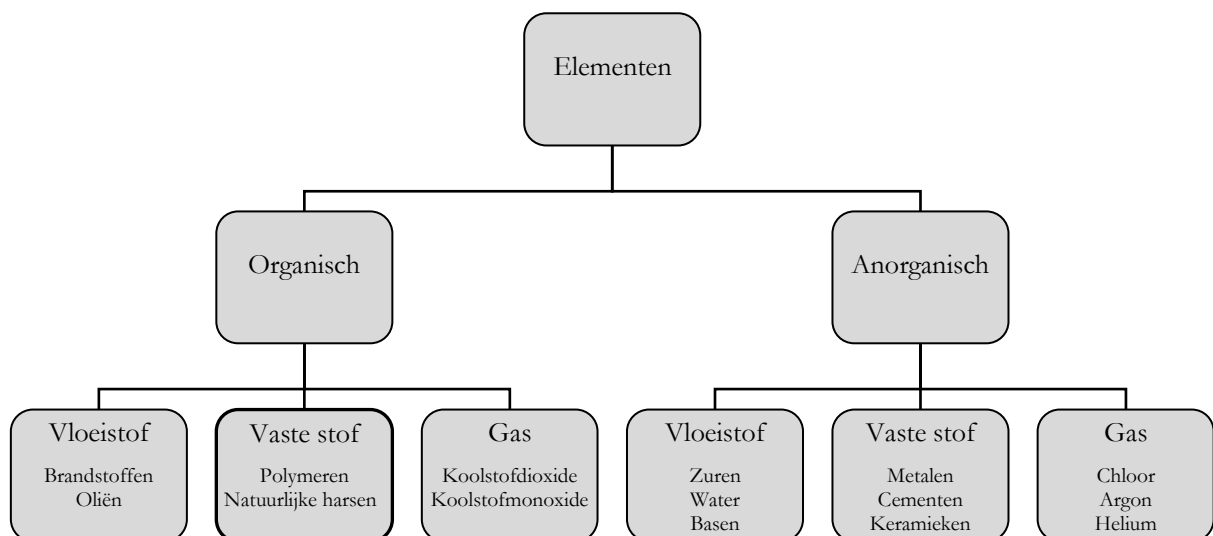 Elementen
Organisch
Anorganisch
Vloeistof
Brandstoffen
Oliën
Vaste stof
Polymeren
Natuurlijke harsen
Gas
Koolstofdioxide
Koolstofmonoxide
Vloeistof
Zuren
Water
Basen
Vaste stof
Metalen
Cementen
Keramieken
Gas
Chloor
Argon
Helium